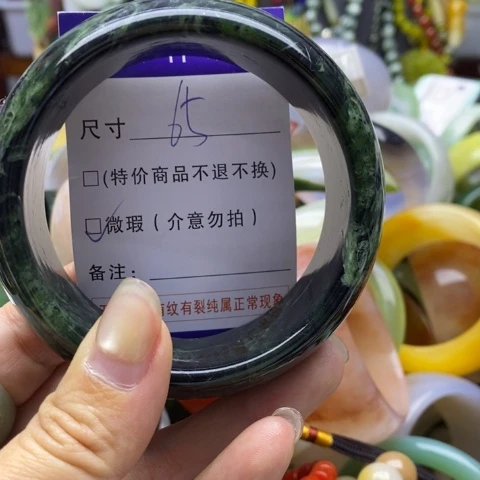 尺寸 65
□(特价商品不退不换)
☑微瑕(介意勿拍)
备注:
有纹有裂纯属正常现象